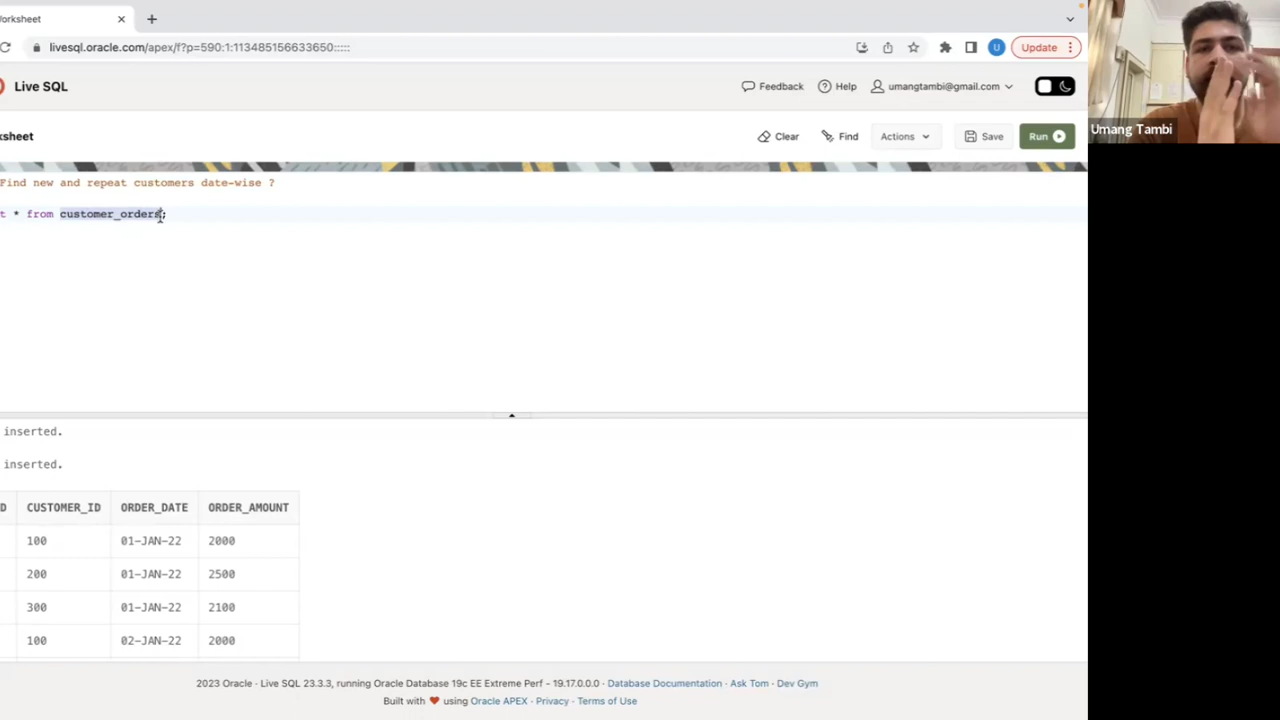 orksheet
livesql.oracle.com/apex/f?p=590:1:113485156633650:::::
U
Update
Live SQL
Feedback
Help
umangtambi@gmail.com
ksheet
Clear
Find
Actions
Save
Run
Find new and repeat customers date-wise ?
t * from customer_orders;
inserted.
inserted.
D CUSTOMER_ID ORDER_DATE ORDER_AMOUNT
100 01-JAN-22 2000
200 01-JAN-22 2500
300 01-JAN-22 2100
100 02-JAN-22 2000
2023 Oracle · Live SQL 23.3.3, running Oracle Database 19c EE Extreme Perf - 19.17.0.0.0 · Database Documentation · Ask Tom · Dev Gym
Built with ❤ using Oracle APEX · Privacy · Terms of Use
Umang Tambi